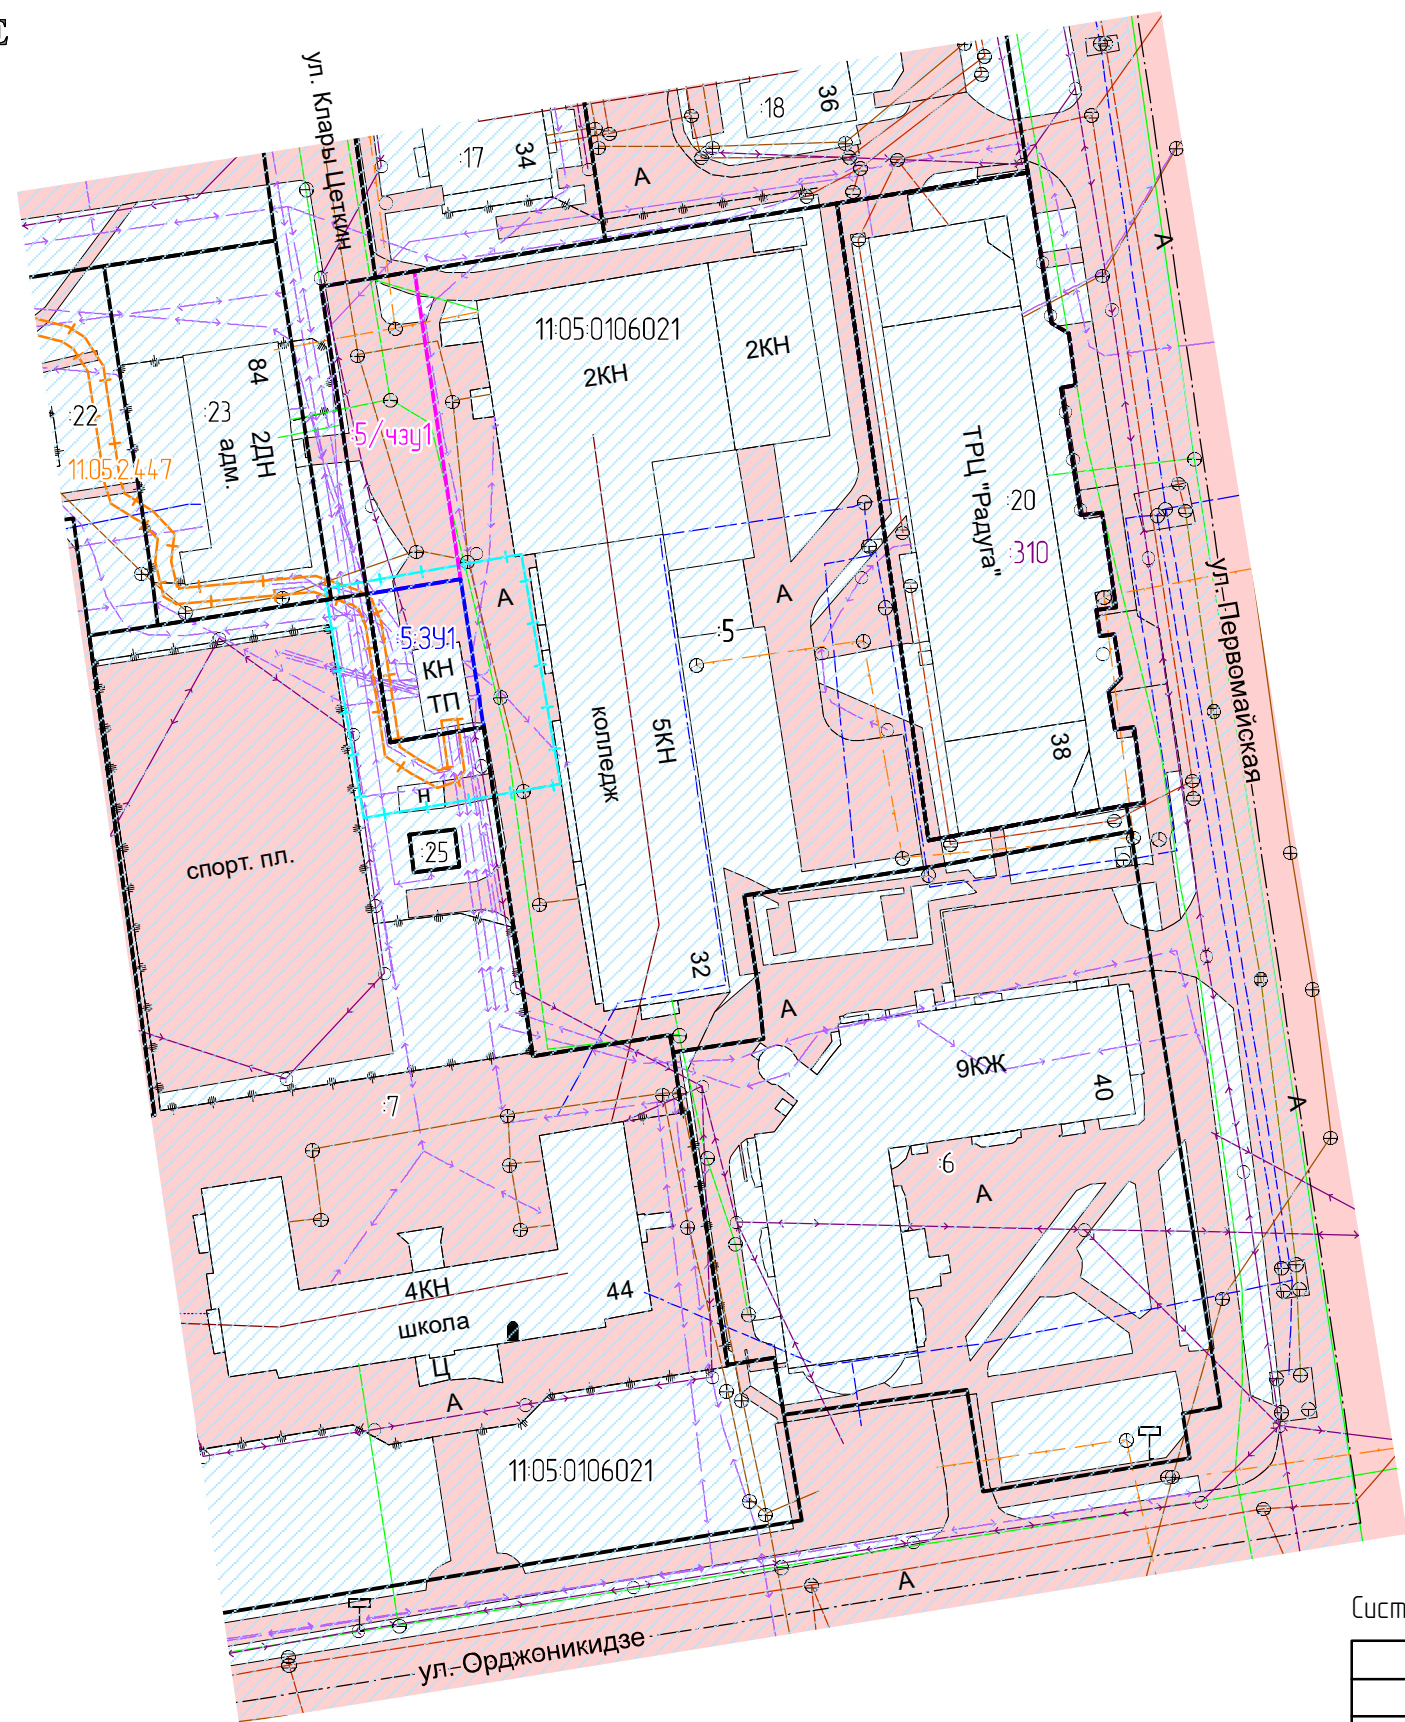 Е
ул. Клары Цеткин
:17
34
:18
36
А
А
11:05:0106021
2КН
2КН
84
:23
2ДН
адм.
:22
11.05.2.447
:5/чзу1
ТРЦ "Радуга"
:20
:310
А
А
:5
:5:ЗУ1
КН
ТП
ул. Первомайская
колледж
5КН
38
н
:25
спорт. пл.
32
А
9КЖ
40
:7
А
:6
А
4КН
44
школа
Ц
А
11:05:0106021
А
ул. Орджоникидзе
Сист